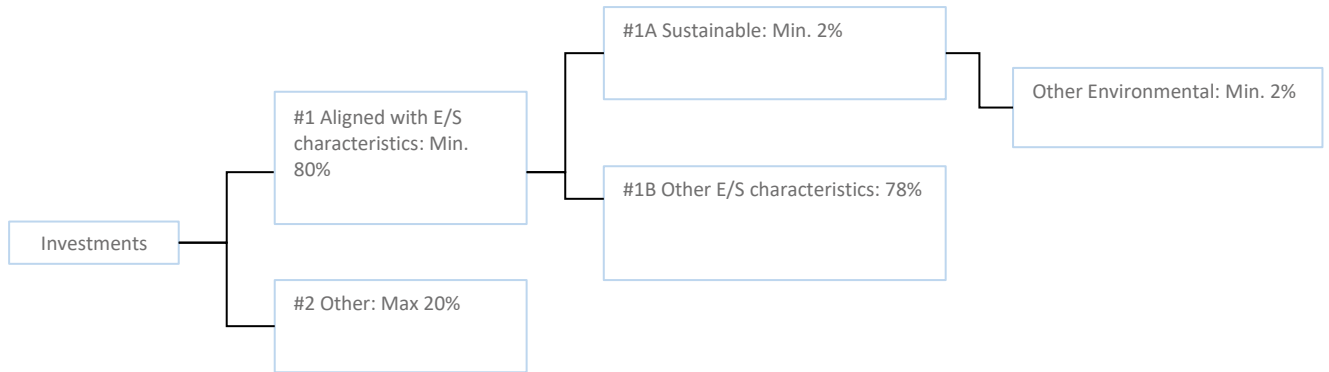 #1A Sustainable: Min. 2%
Other Environmental: Min. 2%
#1 Aligned with E/S
characteristics: Min.
80%
#1B Other E/S characteristics: 78%
Investments
#2 Other: Max 20%